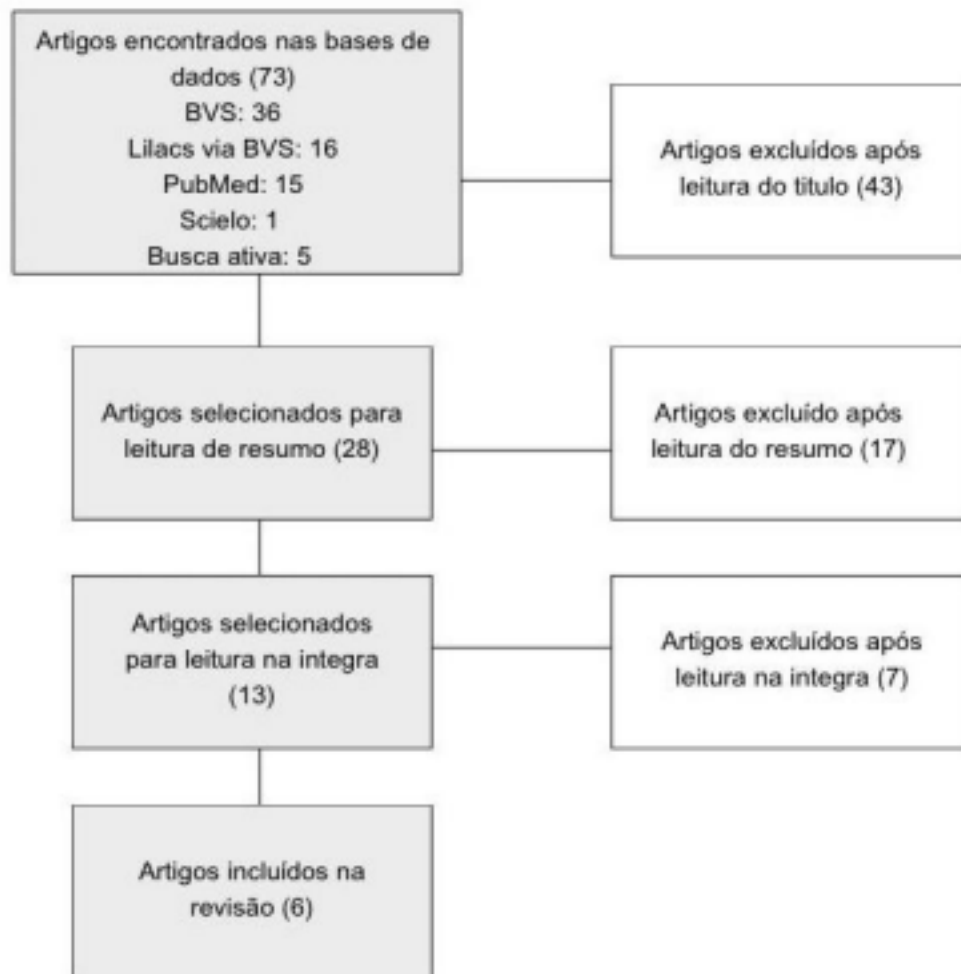 Artigos encontrados nas bases de
dados (73)
BVS: 36
Lilacs via BVS: 16
PubMed: 15
Scielo: 1
Busca ativa: 5
Artigos excluídos após
leitura do titulo (43)
Artigos selecionados para
leitura de resumo (28)
Artigos excluído após
leitura do resumo (17)
Artigos selecionados
para leitura na integra
(13)
Artigos excluídos após
leitura na integra (7)
Artigos incluídos na
revisão (6)